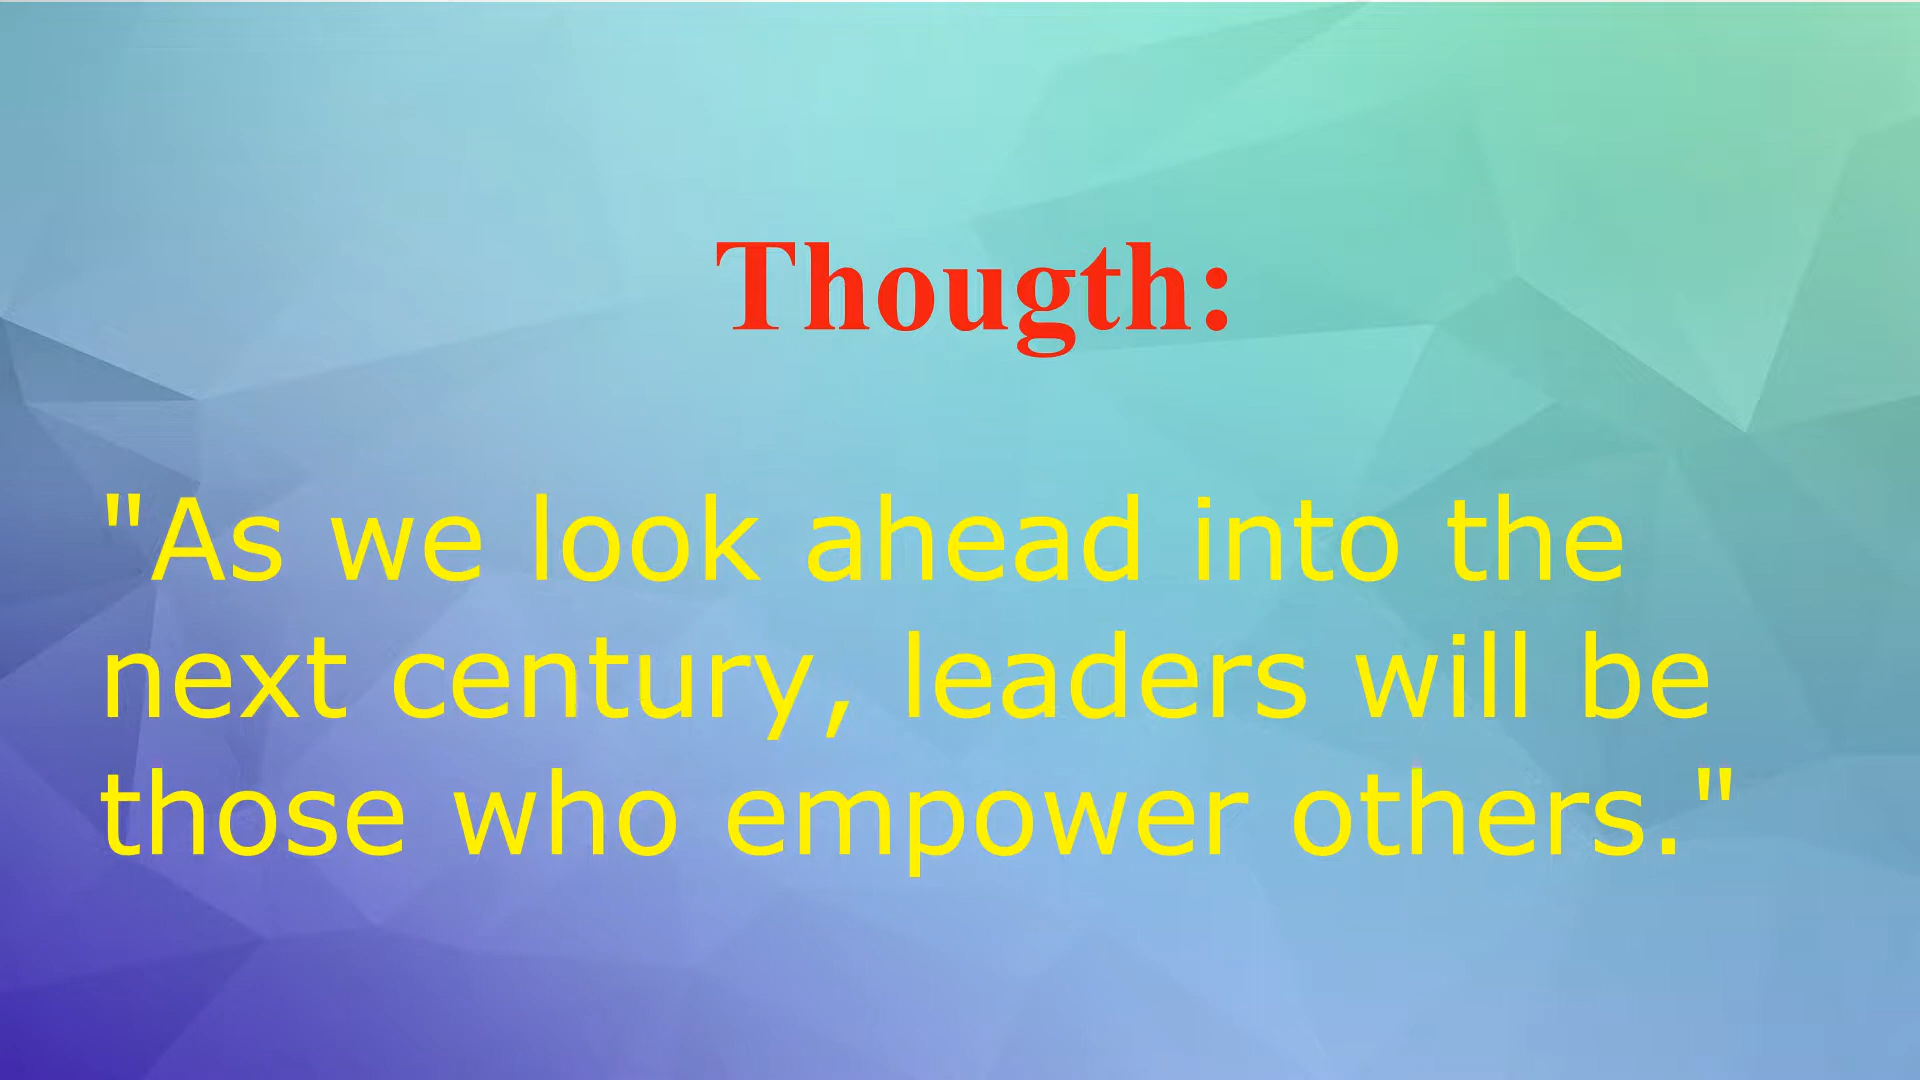 Thougth:
"As we look ahead into the
next century, leaders will be
those who empower others."